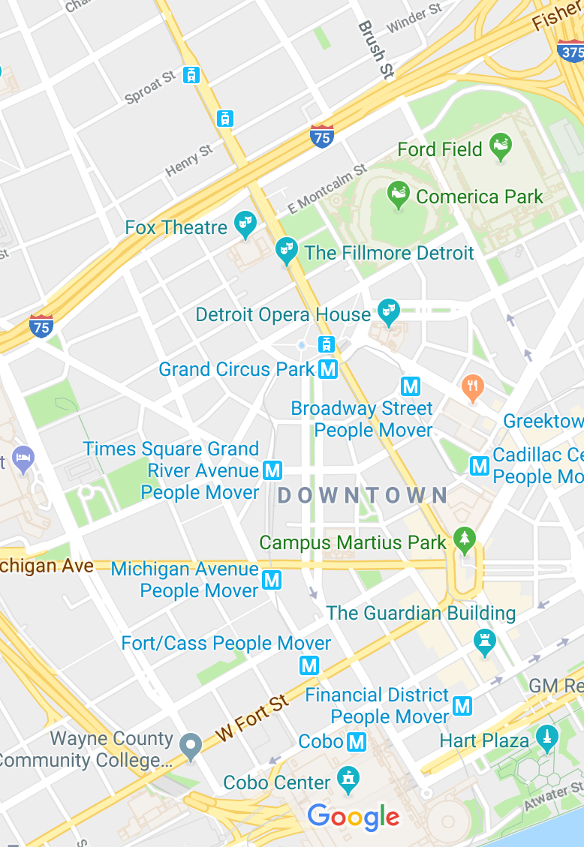 Winder St
Fisher
Brush St
375
Cha
Sproat St
75
Ford Field
Henry St
E Montcalm St
Comerica Park
Fox Theatre
The Fillmore Detroit
St
Detroit Opera House
75
Grand Circus Park M
M
Broadway Street
People Mover
Greektow
Times Square Grand
River Avenue
People Mover M
M Cadillac Ce
People Mo
t
DOWNTOWN
Campus Martius Park
chigan Ave
Michigan Avenue
People Mover M
The Guardian Building
Fort/Cass People Mover
M
W Fort St
Financial District
People Mover M
GM Re
Wayne County
Community College...
Cobo M
Hart Plaza
Cobo Center
Atwater St
Google
S